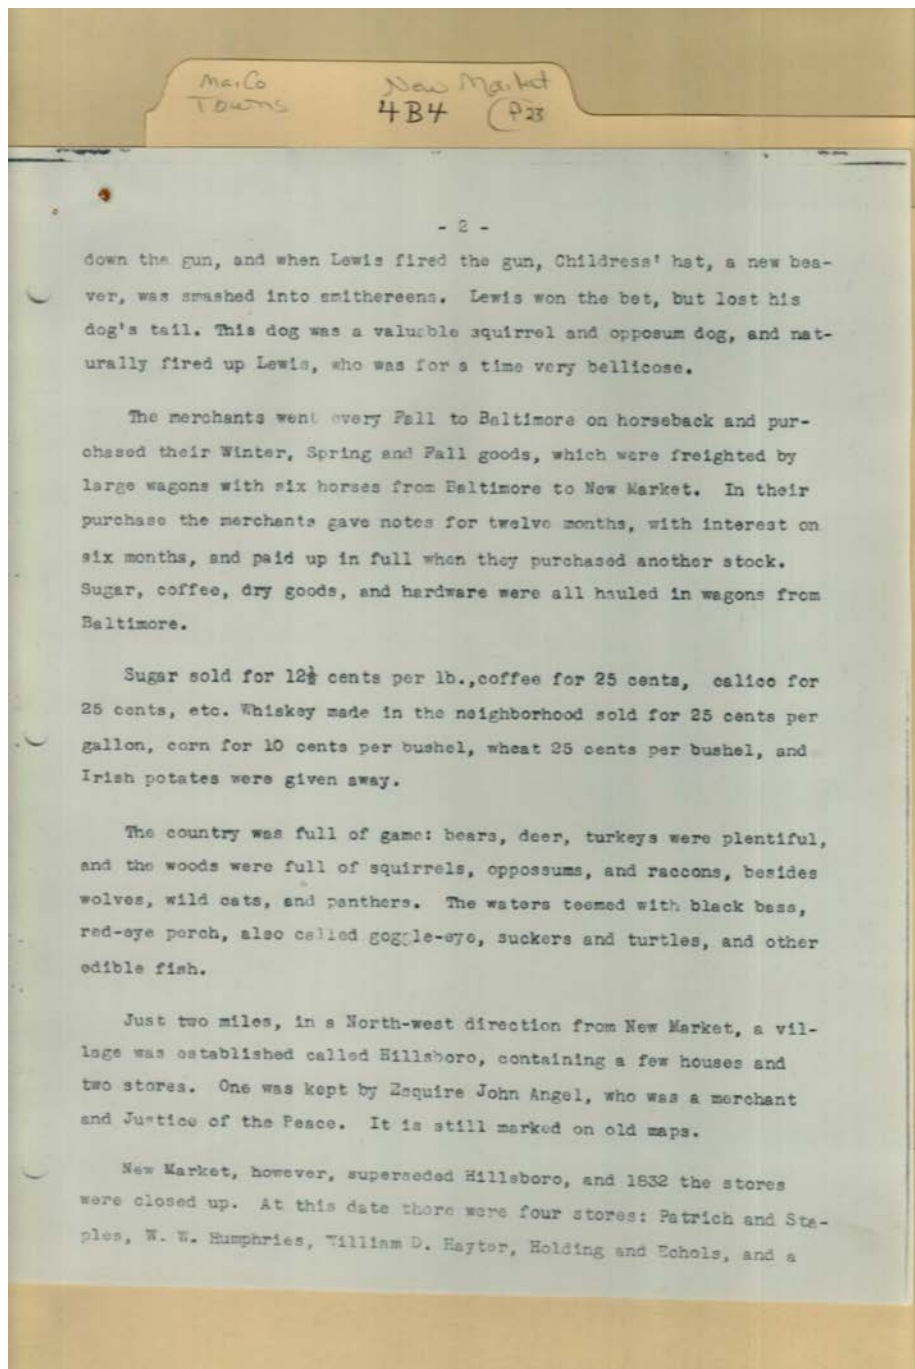 Ma.Co
Towns
New Market
4B4
P23
- 2 -
down the gun, and when Lewis fired the gun, Childress' hat, a new bea-
ver, was smashed into smithereens. Lewis won the bet, but lost his
dog's tail. This dog was a valuable squirrel and opposum dog, and nat-
urally fired up Lewis, who was for a time very bellicose.
The merchants went every Fall to Baltimore on horseback and pur-
chased their Winter, Spring and Fall goods, which were freighted by
large wagons with six horses from Baltimore to New Market. In their
purchase the merchants gave notes for twelve months, with interest on
six months, and paid up in full when they purchased another stock.
Sugar, coffee, dry goods, and hardware were all hauled in wagons from
Baltimore.
Sugar sold for 12½ cents per lb.,coffee for 25 cents, calico for
25 cents, etc. Whiskey made in the neighborhood sold for 25 cents per
gallon, corn for 10 cents per bushel, wheat 25 cents per bushel, and
Irish potates were given away.
The country was full of game: bears, deer, turkeys were plentiful,
and the woods were full of squirrels, oppossums, and raccons, besides
wolves, wild cats, and panthers. The waters teemed with black bass,
red-eye perch, also called goggle-eye, suckers and turtles, and other
edible fish.
Just two miles, in a North-west direction from New Market, a vil-
lage was established called Hillsboro, containing a few houses and
two stores. One was kept by Esquire John Angel, who was a merchant
and Justice of the Peace. It is still marked on old maps.
New Market, however, superseded Hillsboro, and 1832 the stores
were closed up. At this date there were four stores: Patrich and Sta-
ples, W. W. Humphries, William D. Hayter, Holding and Echols, and a